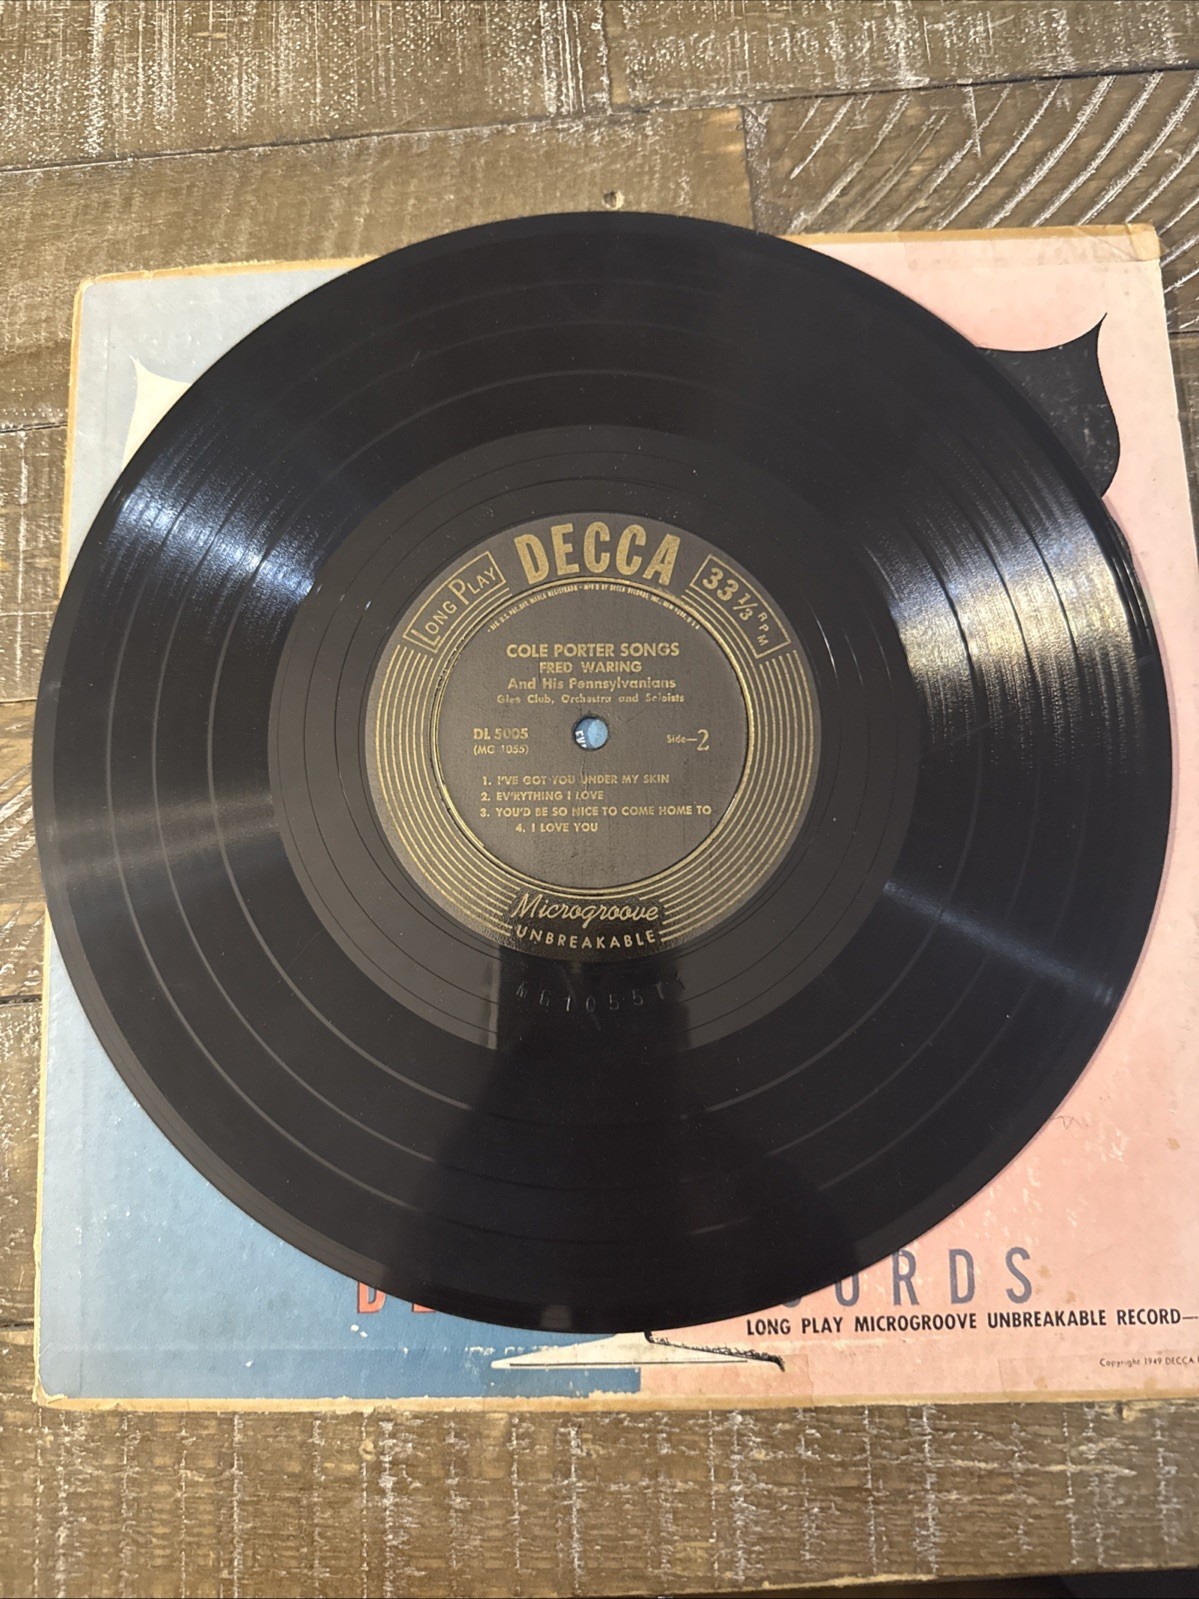 DECCA
LONG PLAY
33 1/3 RPM
COLE PORTER SONGS
FRED WARING
And His Pennsylvanians
Glee Club, Orchestra and Soloists
DL 5005
(MG 1055)
Side—2
1. I'VE GOT YOU UNDER MY SKIN
2. EV'RYTHING I LOVE
3. YOU'D BE SO NICE TO COME HOME TO
4. I LOVE YOU
Microgroove
UNBREAKABLE
ORDS
LONG PLAY MICROGROOVE UNBREAKABLE RECORD—
Copyright 1949 DECCA